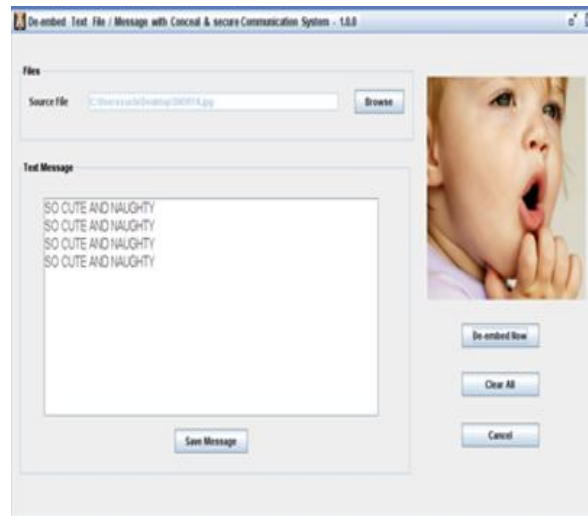 De-embed Text File / Message with Conceal & secure Communication System - 1.0.0
Files
Source File
Browse
Text Message
SO CUTE AND NAUGHTY
SO CUTE AND NAUGHTY
SO CUTE AND NAUGHTY
SO CUTE AND NAUGHTY
De-embed Now
Clear All
Cancel
Save Message